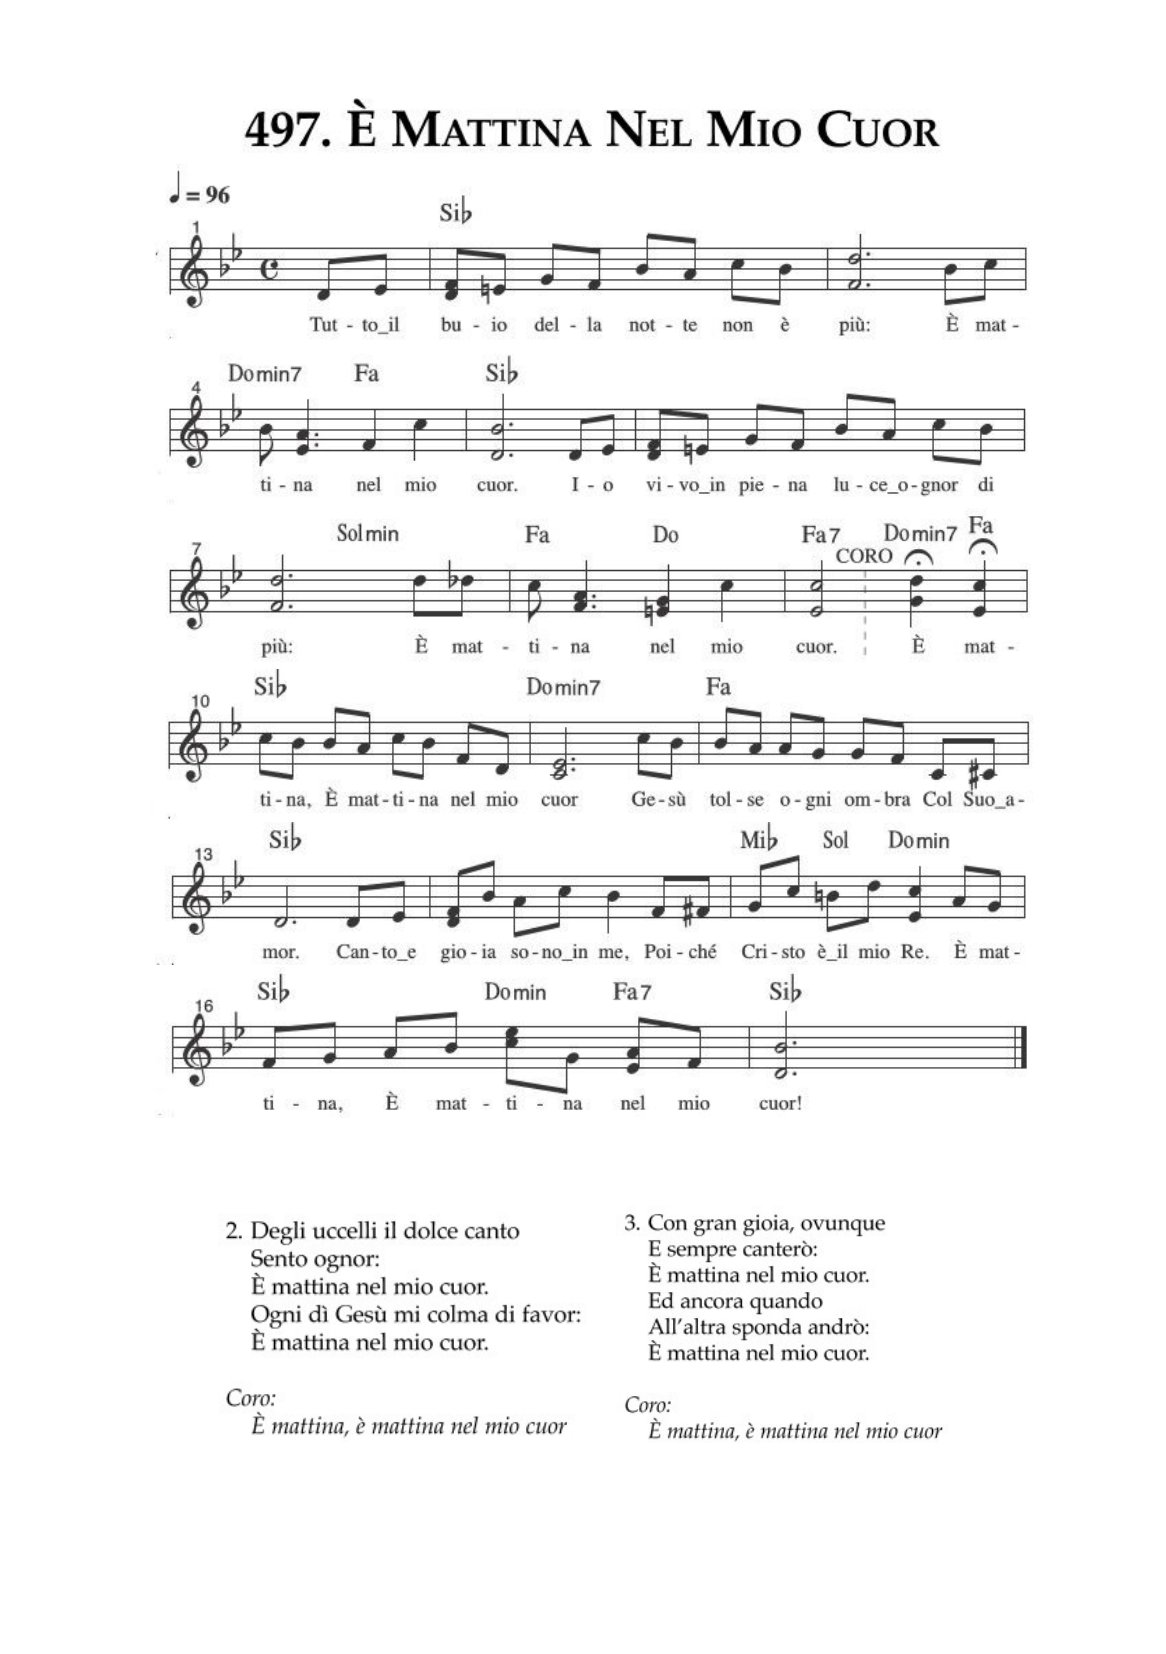 497. È Mattina Nel Mio Cuor
♩ = 96
Si♭
1
Tut - to_il bu - io del - la not - te non è più: È mat -
Domin7 Fa Si♭
4
ti - na nel mio cuor. I - o vi - vo_in pie - na lu - ce_o - gnor di
Solmin Fa Do Fa7 CORO Domin7 Fa
7
più: È mat - ti - na nel mio cuor. È mat -
Si♭ Domin7 Fa
10
ti - na, È mat - ti - na nel mio cuor Ge - sù tol - se o - gni om - bra Col Suo_a -
Si♭ Mi♭ Sol Domin
13
mor. Can - to_e gio - ia so - no_in me, Poi - ché Cri - sto è_il mio Re. È mat -
Si♭ Domin Fa7 Si♭
16
ti - na, È mat - ti - na nel mio cuor!
2. Degli uccelli il dolce canto
Sento ognor:
È mattina nel mio cuor.
Ogni dì Gesù mi colma di favor:
È mattina nel mio cuor.
Coro:
È mattina, è mattina nel mio cuor
3. Con gran gioia, ovunque
E sempre canterò:
È mattina nel mio cuor.
Ed ancora quando
All'altra sponda andrò:
È mattina nel mio cuor.
Coro:
È mattina, è mattina nel mio cuor